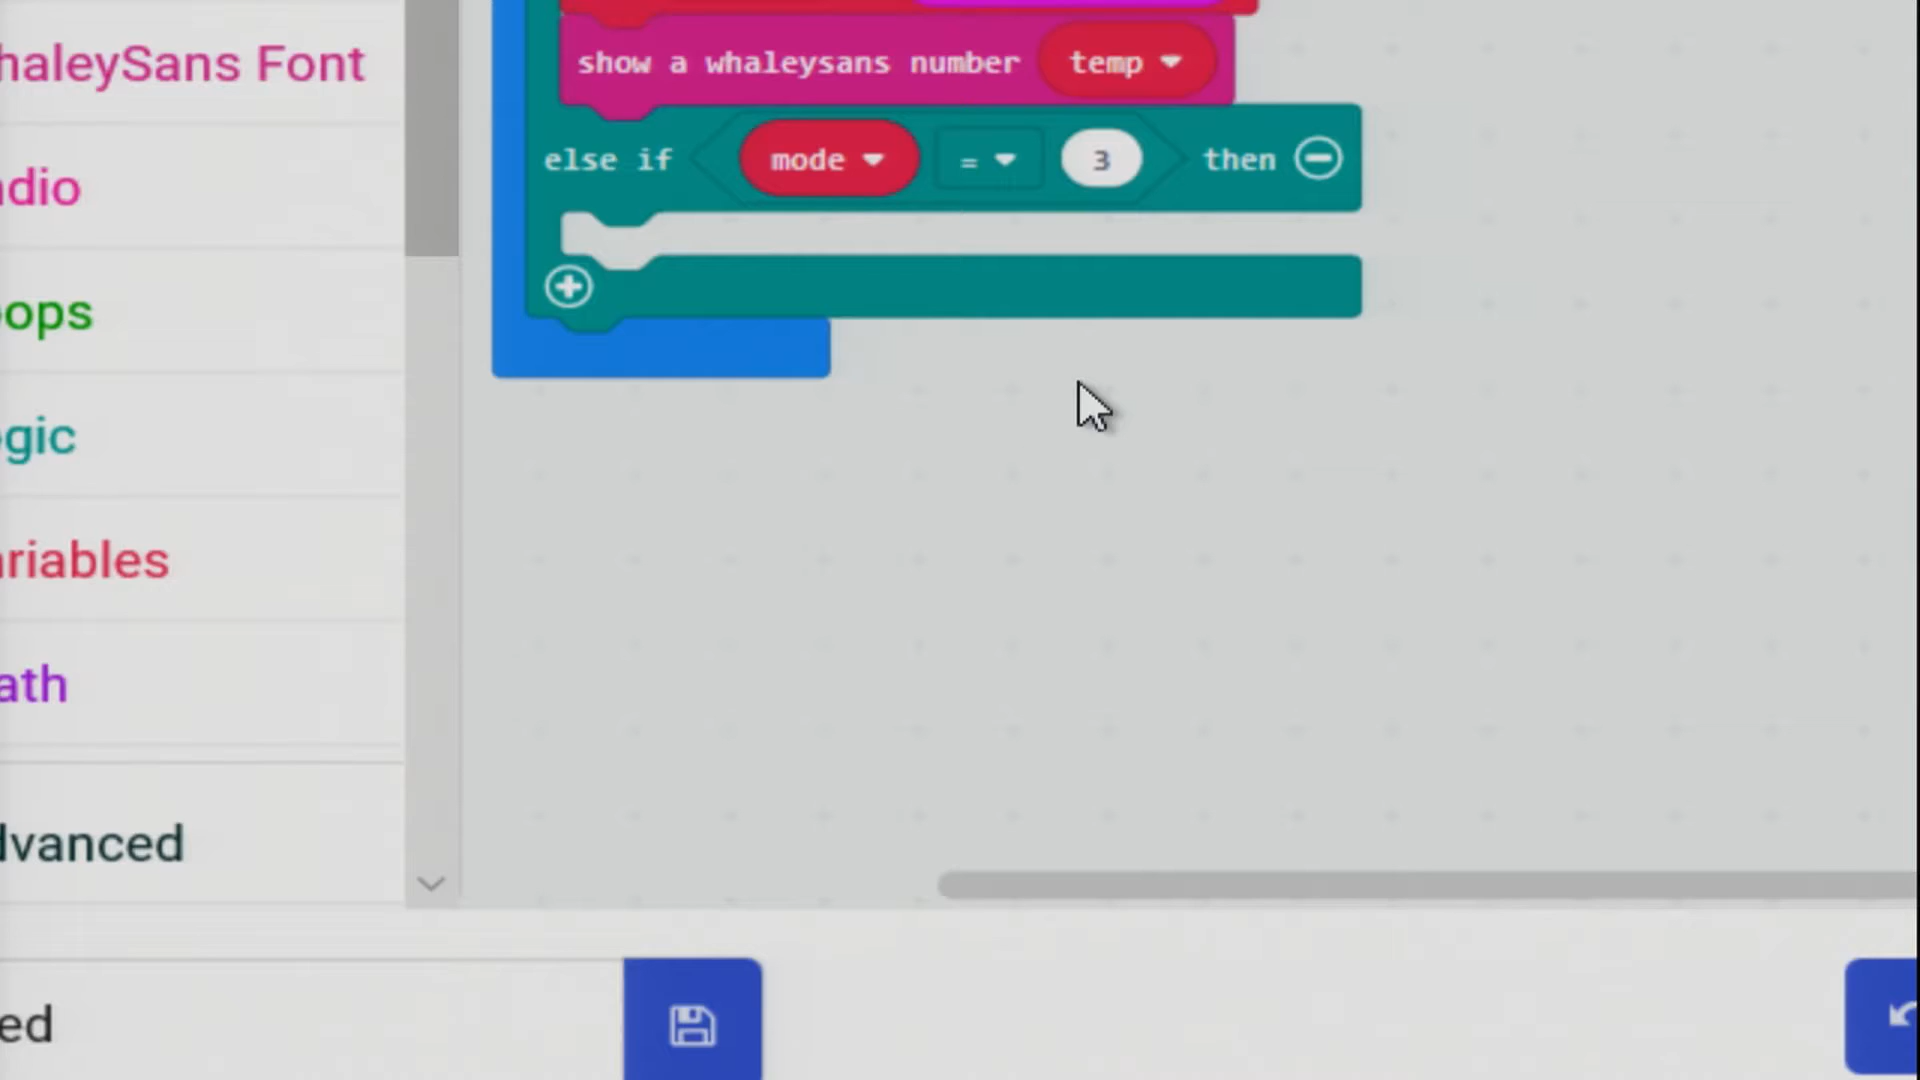 haleySans Font
show a whaleysans number temp
dio
else if mode = 3 then
ops
gic
riables
ath
dvanced
ed